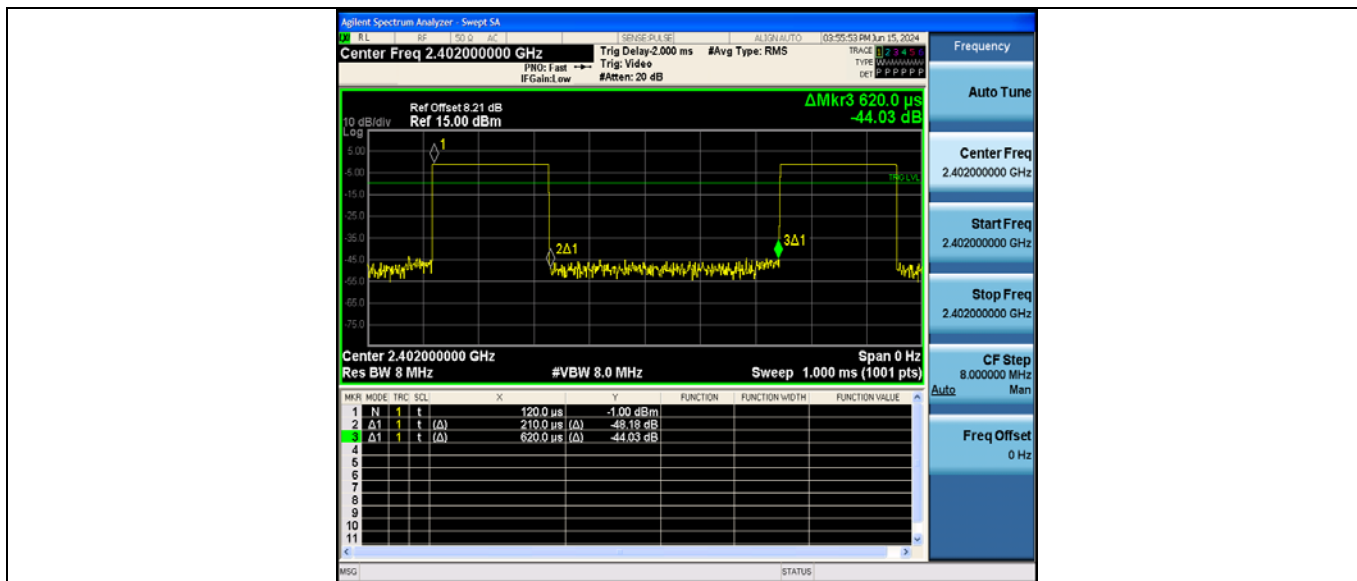 Agilent Spectrum Analyzer - Swept SA
RL RF 50 Ω AC SENSE:PULSE ALIGN AUTO 03:55:53 PM Jun 15, 2024
Center Freq 2.402000000 GHz Trig Delay-2.000 ms #Avg Type: RMS TRACE 1 2 3 4 5 6
PNO: Fast Trig: Video TYPE WWWWWW
IFGain:Low #Atten: 20 dB DET P P P P P P
Frequency
Auto Tune
Center Freq
2.402000000 GHz
Start Freq
2.402000000 GHz
Stop Freq
2.402000000 GHz
CF Step
8.000000 MHz
Auto Man
Freq Offset
0 Hz
ΔMkr3 620.0 µs
-44.03 dB
Ref Offset 8.21 dB
10 dB/div Ref 15.00 dBm
Log
5.00
-5.00
-15.0
-25.0
-35.0
-45.0
-55.0
-65.0
-75.0
1
TRIG LVL
2Δ1
3Δ1
Center 2.402000000 GHz Span 0 Hz
Res BW 8 MHz #VBW 8.0 MHz Sweep 1.000 ms (1001 pts)
MKR MODE TRC SCL X Y FUNCTION FUNCTION WIDTH FUNCTION VALUE
1 N 1 t 120.0 µs -1.00 dBm
2 Δ1 1 t (Δ) 210.0 µs (Δ) -48.18 dB
3 Δ1 1 t (Δ) 620.0 µs (Δ) -44.03 dB
4
5
6
7
8
9
10
11
MSG STATUS